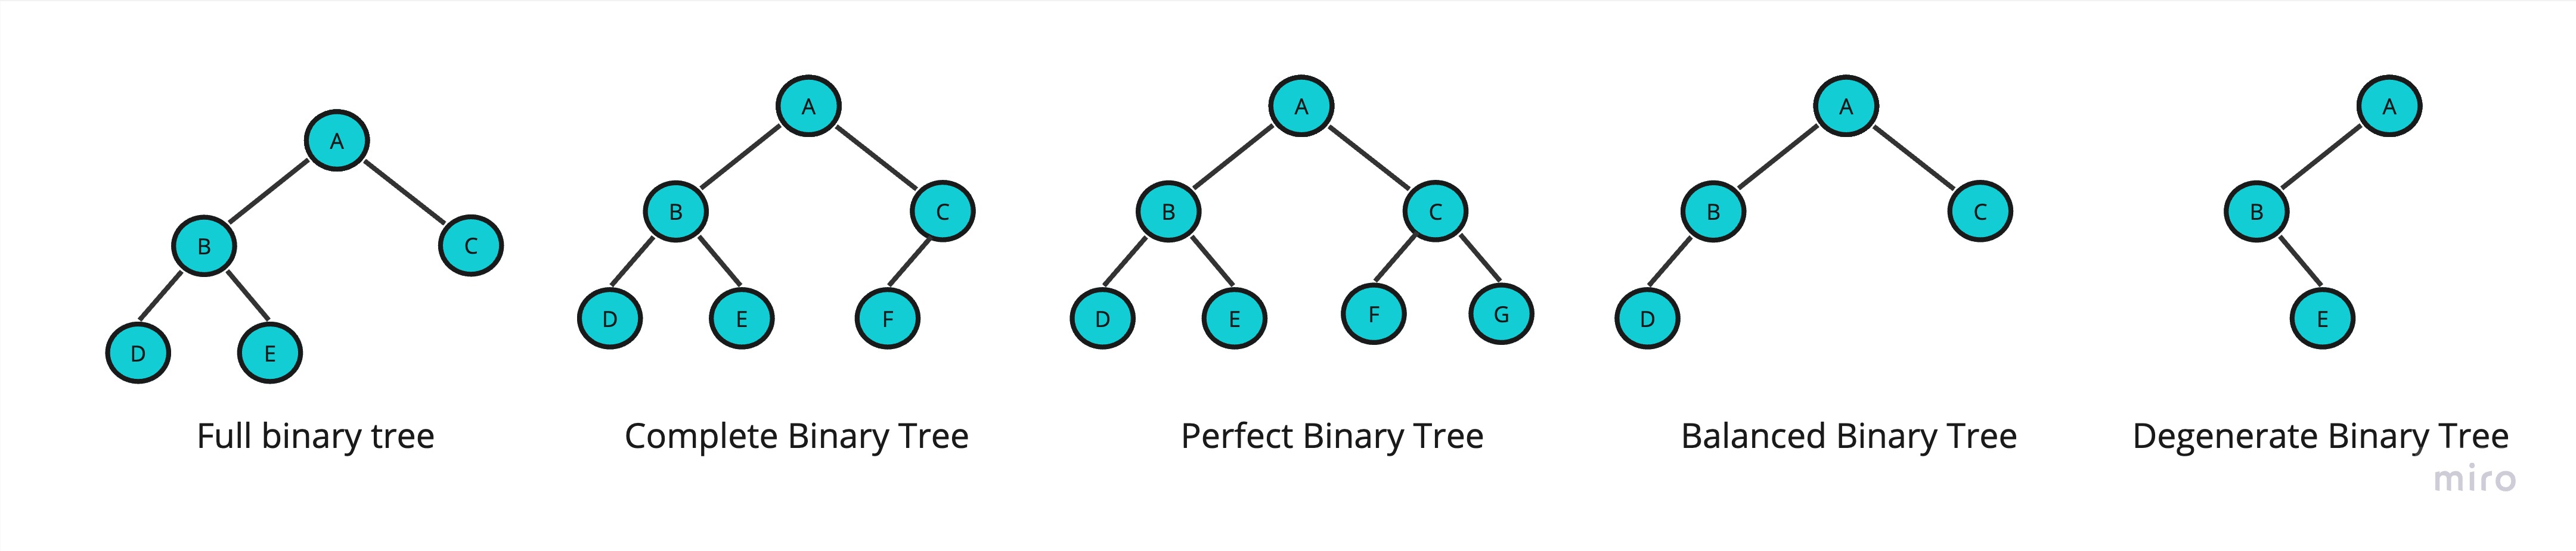 A
B
C
D
E
Full binary tree
A
B
C
D
E
F
Complete Binary Tree
A
B
C
D
E
F
G
Perfect Binary Tree
A
B
C
D
Balanced Binary Tree
A
B
E
Degenerate Binary Tree
miro